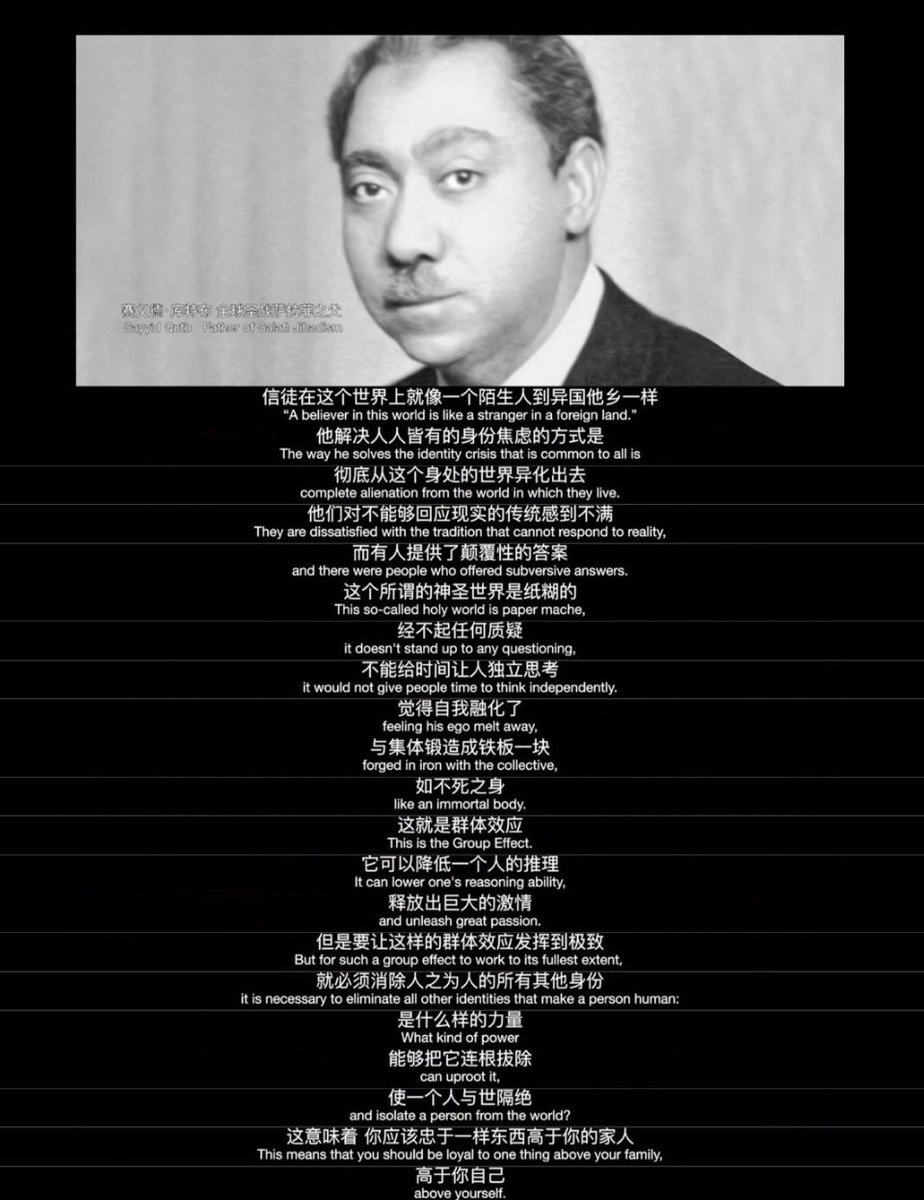 赛义德·库特布 全球圣战萨拉菲之父
Sayyid Qutb   Father of Salafi Jihadism
信徒在这个世界上就像一个陌生人到异国他乡一样
“A believer in this world is like a stranger in a foreign land.”
他解决人人皆有的身份焦虑的方式是
The way he solves the identity crisis that is common to all is
彻底从这个身处的世界异化出去
complete alienation from the world in which they live.
他们对不能够回应现实的传统感到不满
They are dissatisfied with the tradition that cannot respond to reality,
而有人提供了颠覆性的答案
and there were people who offered subversive answers.
这个所谓的神圣世界是纸糊的
This so-called holy world is paper mache,
经不起任何质疑
it doesn't stand up to any questioning,
不能给时间让人独立思考
it would not give people time to think independently.
觉得自我融化了
feeling his ego melt away,
与集体锻造成铁板一块
forged in iron with the collective,
如不死之身
like an immortal body.
这就是群体效应
This is the Group Effect.
它可以降低一个人的推理
It can lower one's reasoning ability,
释放出巨大的激情
and unleash great passion.
但是要让这样的群体效应发挥到极致
But for such a group effect to work to its fullest extent,
就必须消除人之为人的所有其他身份
it is necessary to eliminate all other identities that make a person human:
是什么样的力量
What kind of power
能够把它连根拔除
can uproot it,
使一个人与世隔绝
and isolate a person from the world?
这意味着 你应该忠于一样东西高于你的家人
This means that you should be loyal to one thing above your family,
高于你自己
above yourself.